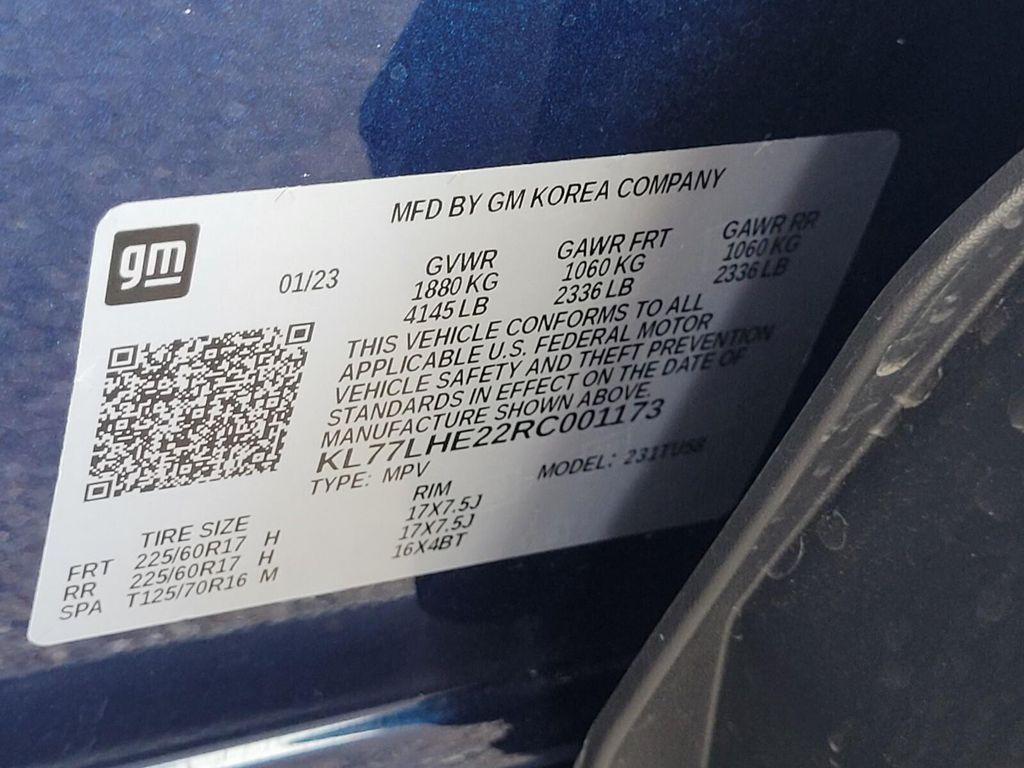 MFD BY GM KOREA COMPANY
gm
01/23
GVWR
1880 KG
4145 LB
GAWR FRT
1060 KG
2336 LB
GAWR RR
1060 KG
2336 LB
THIS VEHICLE CONFORMS TO ALL
APPLICABLE U.S. FEDERAL MOTOR
VEHICLE SAFETY AND THEFT PREVENTION
STANDARDS IN EFFECT ON THE DATE OF
MANUFACTURE SHOWN ABOVE.
KL77LHE22RC001173
TYPE: MPV MODEL: 231TU58
TIRE SIZE RIM
FRT 225/60R17 H 17X7.5J
RR 225/60R17 H 17X7.5J
SPA T125/70R16 M 16X4BT